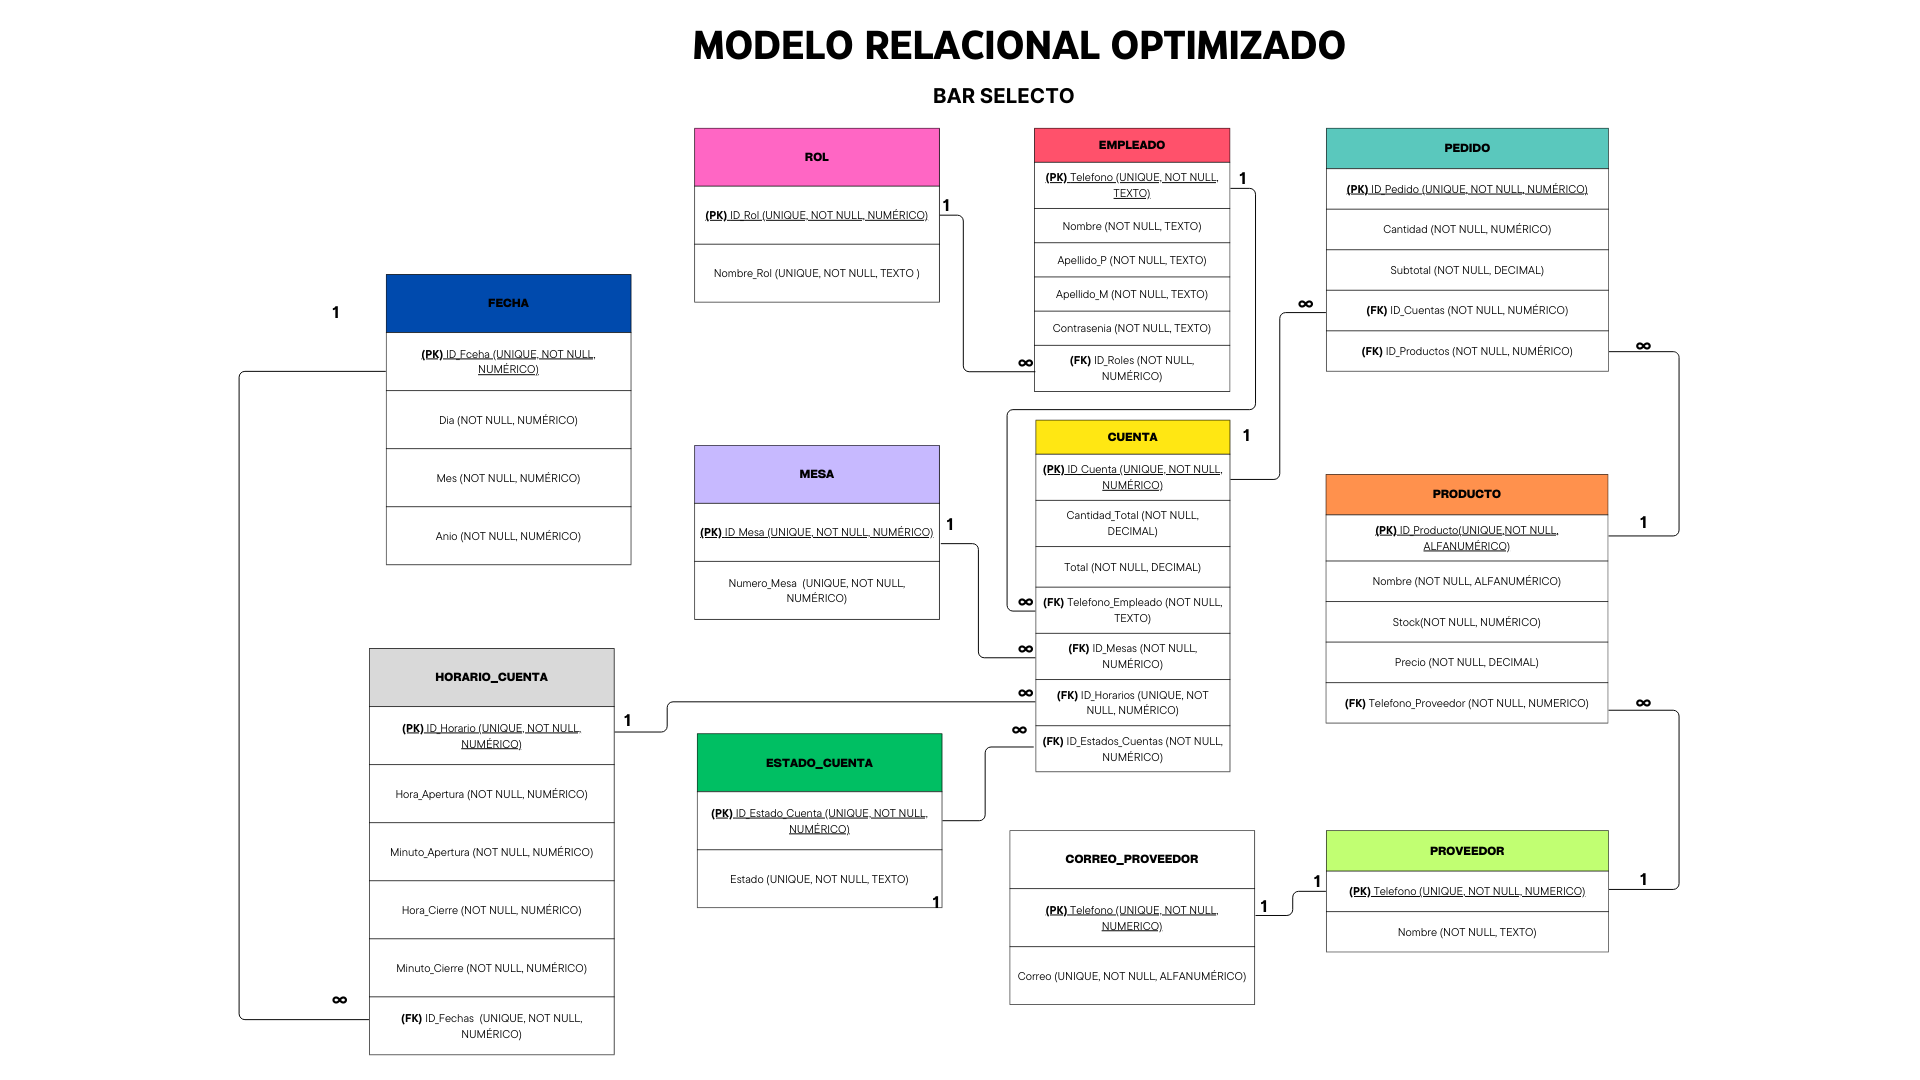 MODELO RELACIONAL OPTIMIZADO
BAR SELECTO
ROL
(PK) ID_Rol (UNIQUE, NOT NULL, NUMÉRICO)
Nombre_Rol (UNIQUE, NOT NULL, TEXTO )
1
EMPLEADO
(PK) Telefono (UNIQUE, NOT NULL,
TEXTO)
Nombre (NOT NULL, TEXTO)
Apellido_P (NOT NULL, TEXTO)
Apellido_M (NOT NULL, TEXTO)
Contrasenia (NOT NULL, TEXTO)
(FK) ID_Roles (NOT NULL,
NUMÉRICO)
1
∞
PEDIDO
(PK) ID_Pedido (UNIQUE, NOT NULL, NUMÉRICO)
Cantidad (NOT NULL, NUMÉRICO)
Subtotal (NOT NULL, DECIMAL)
(FK) ID_Cuentas (NOT NULL, NUMÉRICO)
(FK) ID_Productos (NOT NULL, NUMÉRICO)
∞
∞
1
FECHA
(PK) ID_Fceha (UNIQUE, NOT NULL,
NUMÉRICO)
Dia (NOT NULL, NUMÉRICO)
Mes (NOT NULL, NUMÉRICO)
Anio (NOT NULL, NUMÉRICO)
MESA
(PK) ID_Mesa (UNIQUE, NOT NULL, NUMÉRICO)
Numero_Mesa  (UNIQUE, NOT NULL,
NUMÉRICO)
1
CUENTA
(PK) ID_Cuenta (UNIQUE, NOT NULL,
NUMÉRICO)
Cantidad_Total (NOT NULL,
DECIMAL)
Total (NOT NULL, DECIMAL)
(FK) Telefono_Empleado (NOT NULL,
TEXTO)
(FK) ID_Mesas (NOT NULL,
NUMÉRICO)
(FK) ID_Horarios (UNIQUE, NOT
NULL, NUMÉRICO)
(FK) ID_Estados_Cuentas (NOT NULL,
NUMÉRICO)
1
∞
∞
∞
∞
PRODUCTO
(PK) ID_Producto(UNIQUE,NOT NULL,
ALFANUMÉRICO)
Nombre (NOT NULL, ALFANUMÉRICO)
Stock(NOT NULL, NUMÉRICO)
Precio (NOT NULL, DECIMAL)
(FK) Telefono_Proveedor (NOT NULL, NUMERICO)
1
∞
HORARIO_CUENTA
(PK) ID_Horario (UNIQUE, NOT NULL,
NUMÉRICO)
Hora_Apertura (NOT NULL, NUMÉRICO)
Minuto_Apertura (NOT NULL, NUMÉRICO)
Hora_Cierre (NOT NULL, NUMÉRICO)
Minuto_Cierre (NOT NULL, NUMÉRICO)
(FK) ID_Fechas  (UNIQUE, NOT NULL,
NUMÉRICO)
1
∞
ESTADO_CUENTA
(PK) ID_Estado_Cuenta (UNIQUE, NOT NULL,
NUMÉRICO)
Estado (UNIQUE, NOT NULL, TEXTO)
1
CORREO_PROVEEDOR
(PK) Telefono (UNIQUE, NOT NULL,
NUMERICO)
Correo (UNIQUE, NOT NULL, ALFANUMÉRICO)
1
1
PROVEEDOR
(PK) Telefono (UNIQUE, NOT NULL, NUMERICO)
Nombre (NOT NULL, TEXTO)
1